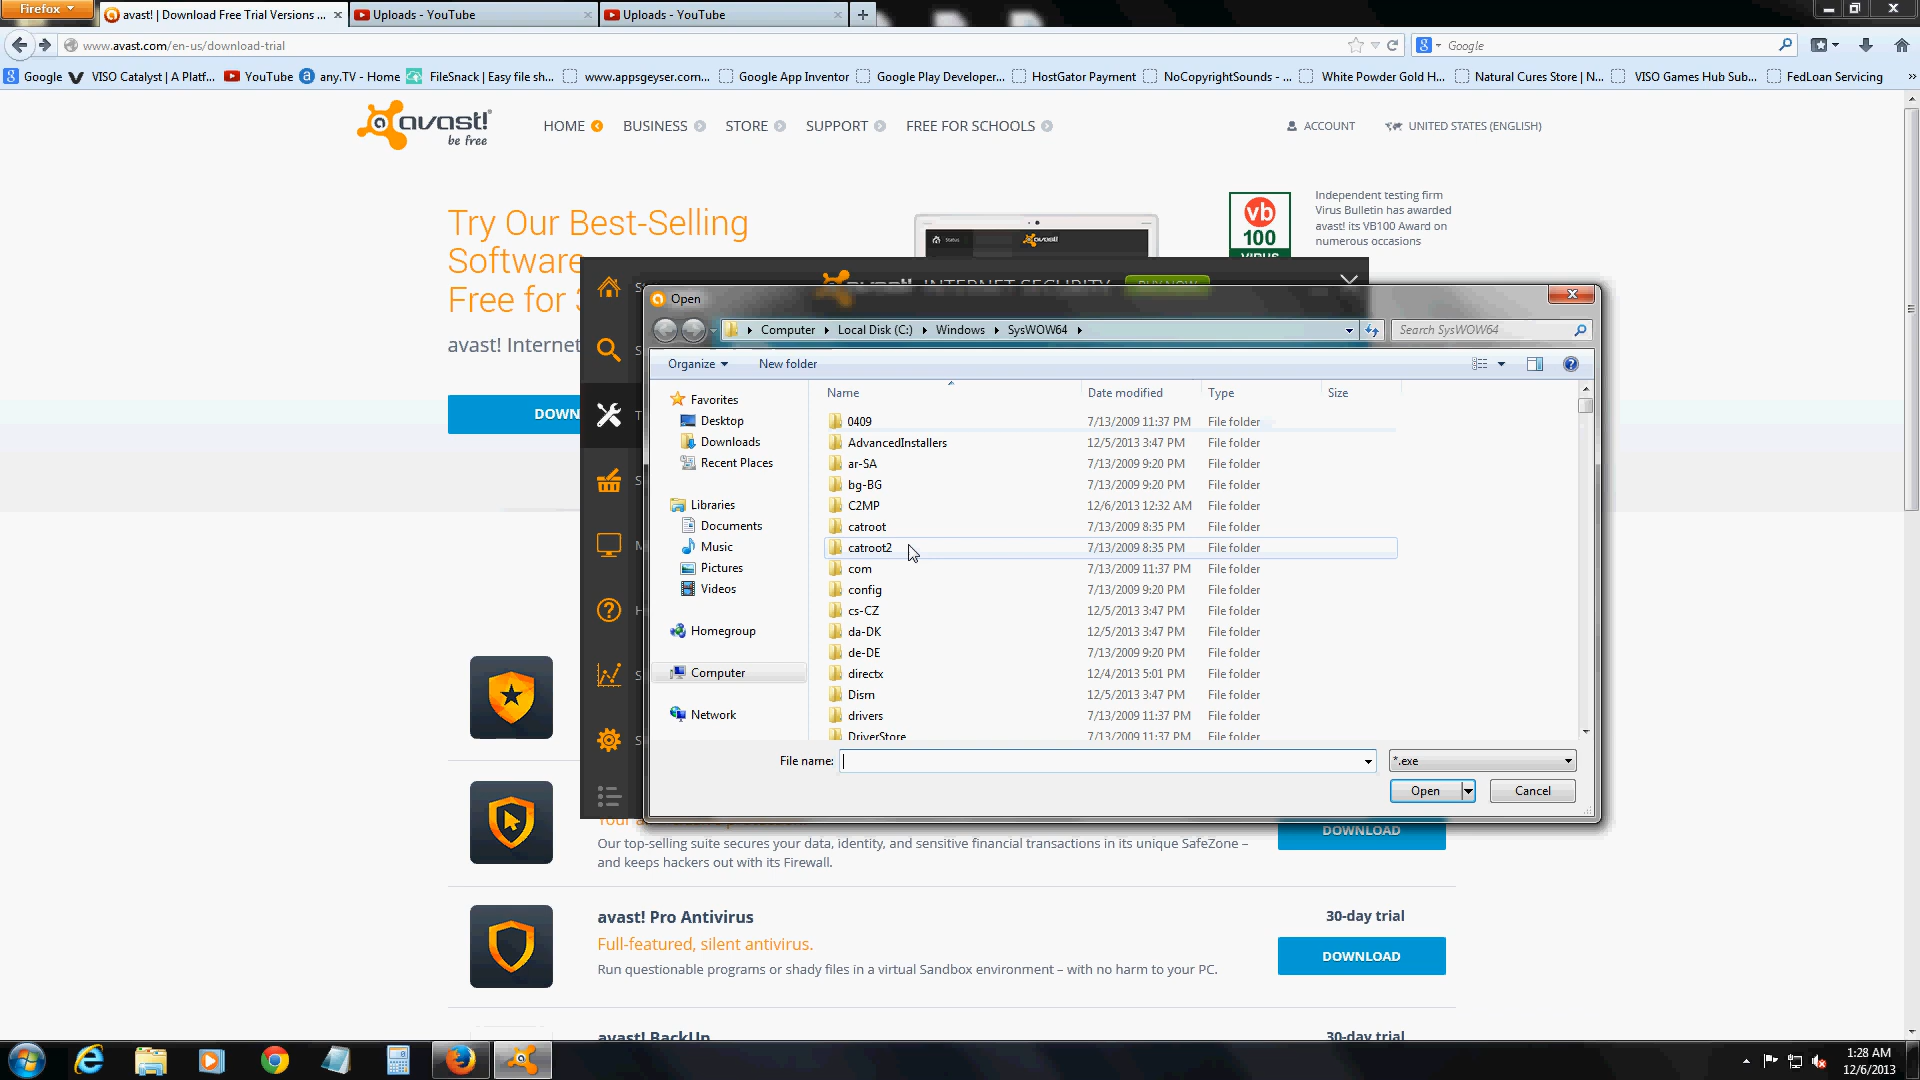 Firefox
avast! | Download Free Trial Versions ...
Uploads - YouTube
Uploads - YouTube
www.avast.com/en-us/download-trial
Google
Google
VISO Catalyst | A Platf...
YouTube
any.TV - Home
FileSnack | Easy file sh...
www.appsgeyser.com...
Google App Inventor
Google Play Developer...
HostGator Payment
NoCopyrightSounds - ...
White Powder Gold H...
Natural Cures Store | N...
VISO Games Hub Sub...
FedLoan Servicing
avast!
be free
HOME
BUSINESS
STORE
SUPPORT
FREE FOR SCHOOLS
ACCOUNT
UNITED STATES (ENGLISH)
Try Our Best-Selling
Software
Free for
avast! Internet
Status
avast!
vb
100
VIRUS
Independent testing firm
Virus Bulletin has awarded
avast! its VB100 Award on
numerous occasions
avast! INTERNET SECURITY
BUY NOW
Open
Computer
Local Disk (C:)
Windows
SysWOW64
Search SysWOW64
Organize
New folder
Name
Date modified
Type
Size
Favorites
Desktop
Downloads
Recent Places
Libraries
Documents
Music
Pictures
Videos
Homegroup
Computer
Network
0409 7/13/2009 11:37 PM File folder
AdvancedInstallers 12/5/2013 3:47 PM File folder
ar-SA 7/13/2009 9:20 PM File folder
bg-BG 7/13/2009 9:20 PM File folder
C2MP 12/6/2013 12:32 AM File folder
catroot 7/13/2009 8:35 PM File folder
catroot2 7/13/2009 8:35 PM File folder
com 7/13/2009 11:37 PM File folder
config 7/13/2009 9:20 PM File folder
cs-CZ 12/5/2013 3:47 PM File folder
da-DK 12/5/2013 3:47 PM File folder
de-DE 7/13/2009 9:20 PM File folder
directx 12/4/2013 5:01 PM File folder
Dism 12/5/2013 3:47 PM File folder
drivers 7/13/2009 11:37 PM File folder
DriverStore 7/13/2009 11:37 PM File folder
File name:
*.exe
Open
Cancel
DOWN
Our top-selling suite secures your data, identity, and sensitive financial transactions in its unique SafeZone –
and keeps hackers out with its Firewall.
DOWNLOAD
avast! Pro Antivirus
Full-featured, silent antivirus.
Run questionable programs or shady files in a virtual Sandbox environment – with no harm to your PC.
30-day trial
DOWNLOAD
avast! BackUp
30-day trial
1:28 AM
12/6/2013